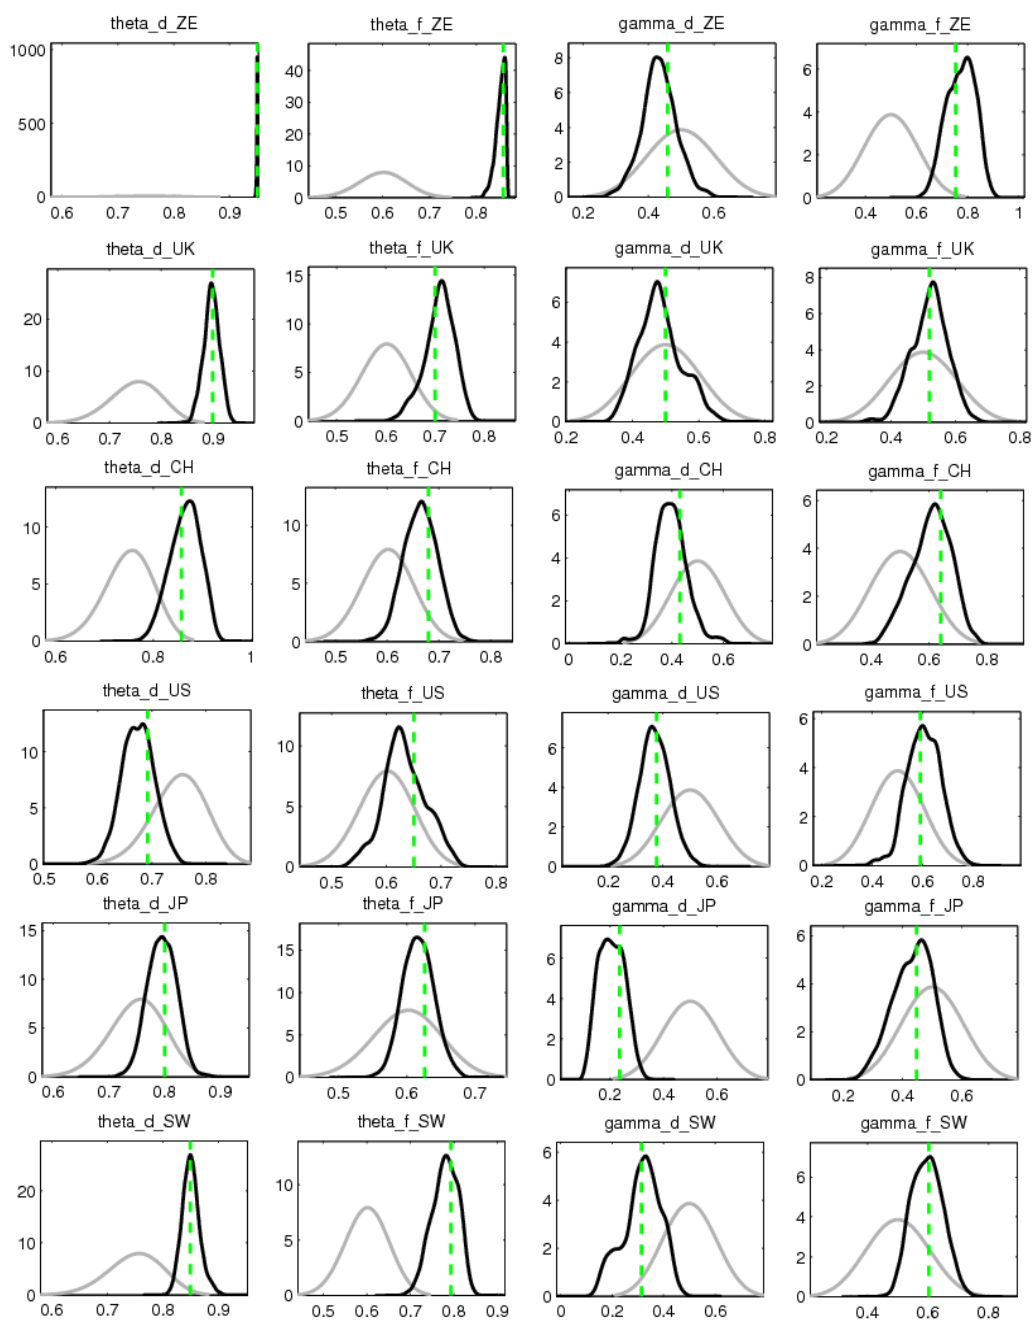 theta_d_ZE theta_f_ZE gamma_d_ZE gamma_f_ZE
1000 500 0 0.6 0.7 0.8 0.9
40 30 20 10 0 0.5 0.6 0.7 0.8
8 6 4 2 0 0.2 0.4 0.6
6 4 2 0 0.4 0.6 0.8 1
theta_d_UK theta_f_UK gamma_d_UK gamma_f_UK
20 10 0 0.6 0.7 0.8 0.9
15 10 5 0 0.5 0.6 0.7 0.8
6 4 2 0 0.2 0.4 0.6 0.8
8 6 4 2 0 0.2 0.4 0.6 0.8
theta_d_CH theta_f_CH gamma_d_CH gamma_f_CH
10 5 0 0.6 0.8 1
10 5 0 0.5 0.6 0.7 0.8
6 4 2 0 0 0.2 0.4 0.6
6 4 2 0 0.4 0.6 0.8
theta_d_US theta_f_US gamma_d_US gamma_f_US
10 5 0 0.5 0.6 0.7 0.8
10 5 0 0.5 0.6 0.7 0.8
6 4 2 0 0.2 0.4 0.6
6 4 2 0 0.2 0.4 0.6 0.8
theta_d_JP theta_f_JP gamma_d_JP gamma_f_JP
15 10 5 0 0.6 0.7 0.8 0.9
15 10 5 0 0.5 0.6 0.7
6 4 2 0 0.2 0.4 0.6
6 4 2 0 0.2 0.4 0.6
theta_d_SW theta_f_SW gamma_d_SW gamma_f_SW
20 10 0 0.6 0.7 0.8 0.9
10 5 0 0.5 0.6 0.7 0.8 0.9
6 4 2 0 0 0.2 0.4 0.6
6 4 2 0 0.4 0.6 0.8